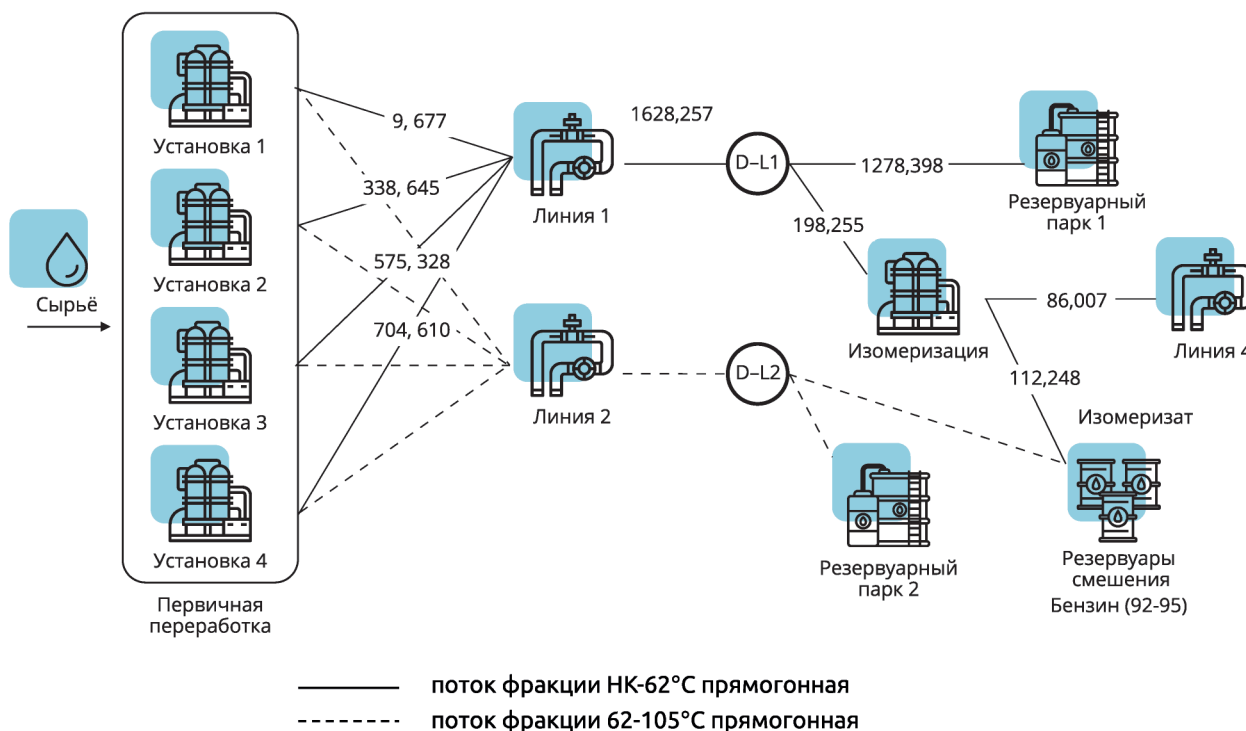 Сырьё
Установка 1
Установка 2
Установка 3
Установка 4
Первичная
переработка
9, 677
338, 645
575, 328
704, 610
Линия 1
Линия 2
1628,257
D–L1
D–L2
1278,398
198,255
Резервуарный
парк 1
Изомеризация
86,007
Линия 4
112,248
Изомеризат
Резервуарный
парк 2
Резервуары
смешения
Бензин (92-95)
поток фракции НК-62°C прямогонная
поток фракции 62-105°C прямогонная